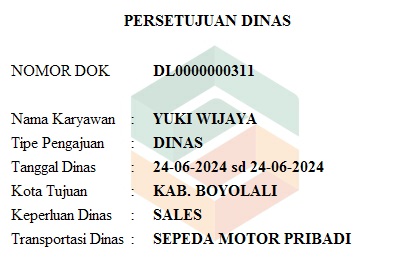 PERSETUJUAN DINAS
NOMOR DOK DL0000000311
Nama Karyawan : YUKI WIJAYA
Tipe Pengajuan : DINAS
Tanggal Dinas : 24-06-2024 sd 24-06-2024
Kota Tujuan : KAB. BOYOLALI
Keperluan Dinas : SALES
Transportasi Dinas : SEPEDA MOTOR PRIBADI